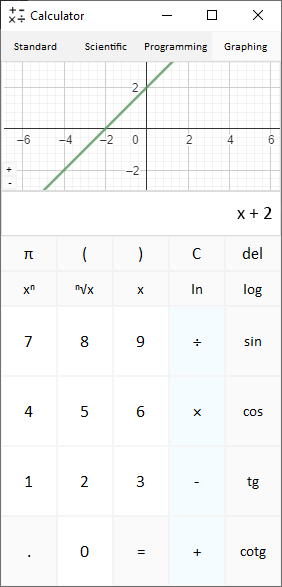 Calculator
Standard Scientific Programming Graphing
2
−6 −4 −2 0 2 4 6
−2
+
-
x + 2
π ( ) C del
xⁿ ⁿ√x x ln log
7 8 9 ÷ sin
4 5 6 × cos
1 2 3 - tg
. 0 = + cotg